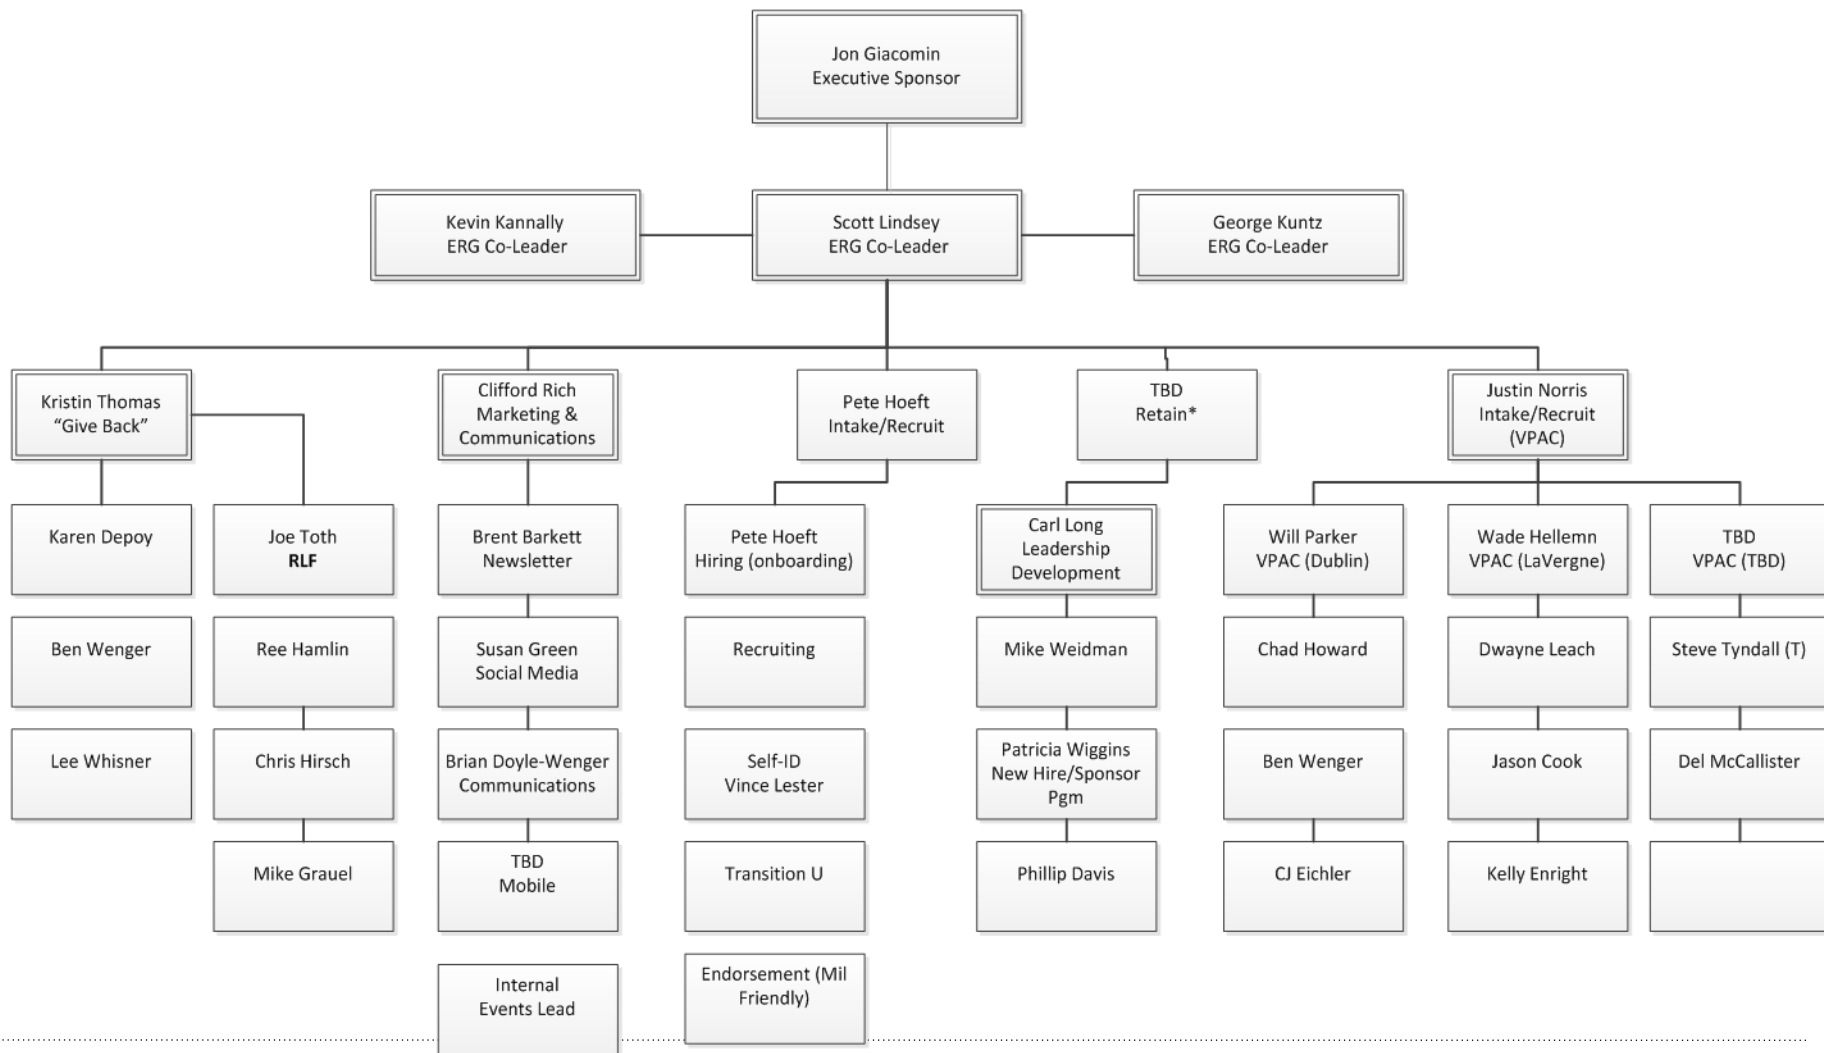 Jon Giacomin
Executive Sponsor
Kevin Kannally
ERG Co-Leader
Scott Lindsey
ERG Co-Leader
George Kuntz
ERG Co-Leader
Kristin Thomas
“Give Back”
Clifford Rich
Marketing &
Communications
Pete Hoeft
Intake/Recruit
TBD
Retain*
Justin Norris
Intake/Recruit
(VPAC)
Karen Depoy
Joe Toth
RLF
Brent Barkett
Newsletter
Pete Hoeft
Hiring (onboarding)
Carl Long
Leadership
Development
Will Parker
VPAC (Dublin)
Wade Hellemn
VPAC (LaVergne)
TBD
VPAC (TBD)
Ben Wenger
Ree Hamlin
Susan Green
Social Media
Recruiting
Mike Weidman
Chad Howard
Dwayne Leach
Steve Tyndall (T)
Lee Whisner
Chris Hirsch
Brian Doyle-Wenger
Communications
Self-ID
Vince Lester
Patricia Wiggins
New Hire/Sponsor
Pgm
Ben Wenger
Jason Cook
Del McCallister
Mike Grauel
TBD
Mobile
Transition U
Phillip Davis
CJ Eichler
Kelly Enright
Internal
Events Lead
Endorsement (Mil
Friendly)